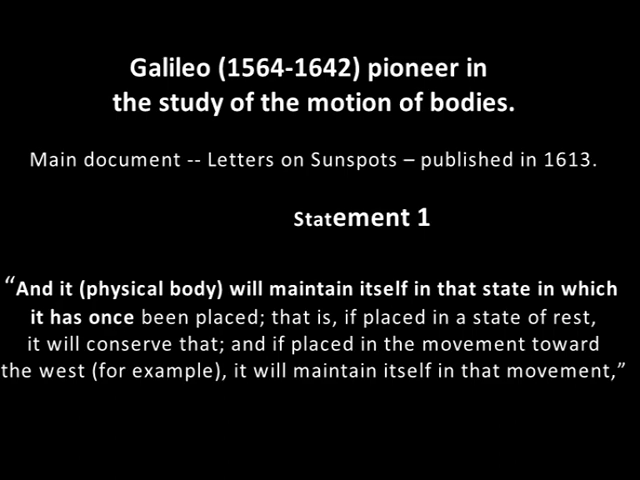 Galileo (1564-1642) pioneer in
the study of the motion of bodies.
Main document -- Letters on Sunspots – published in 1613.
Statement 1
“And it (physical body) will maintain itself in that state in which
it has once been placed; that is, if placed in a state of rest,
it will conserve that; and if placed in the movement toward
the west (for example), it will maintain itself in that movement,”